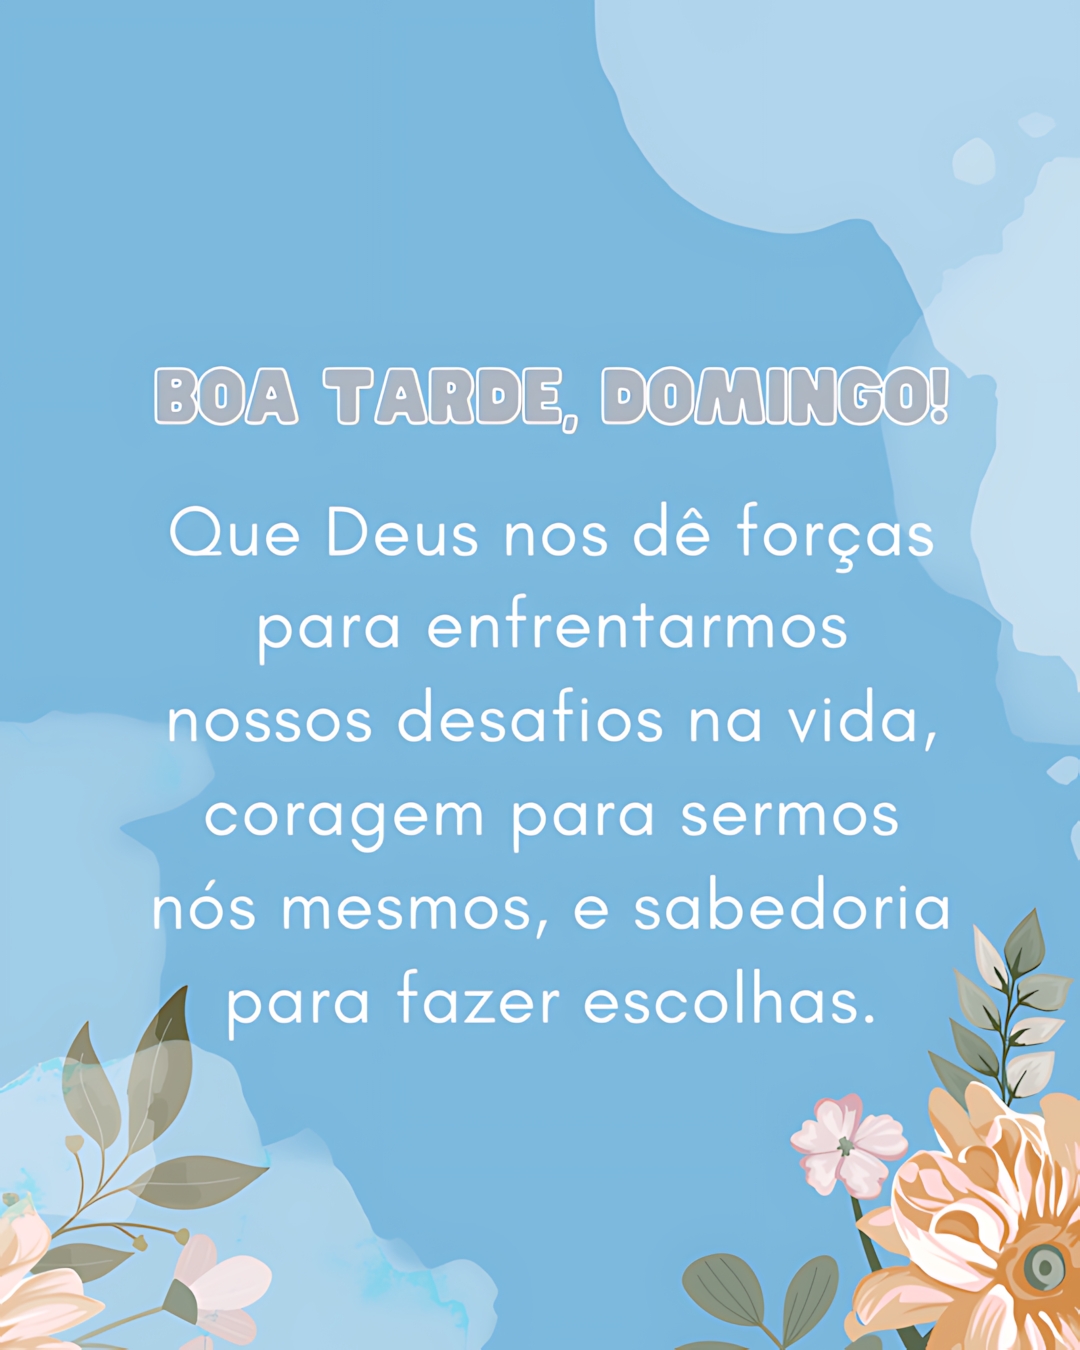 BOA TARDE, DOMINGO!
Que Deus nos dê forças
para enfrentarmos
nossos desafios na vida,
coragem para sermos
nós mesmos, e sabedoria
para fazer escolhas.